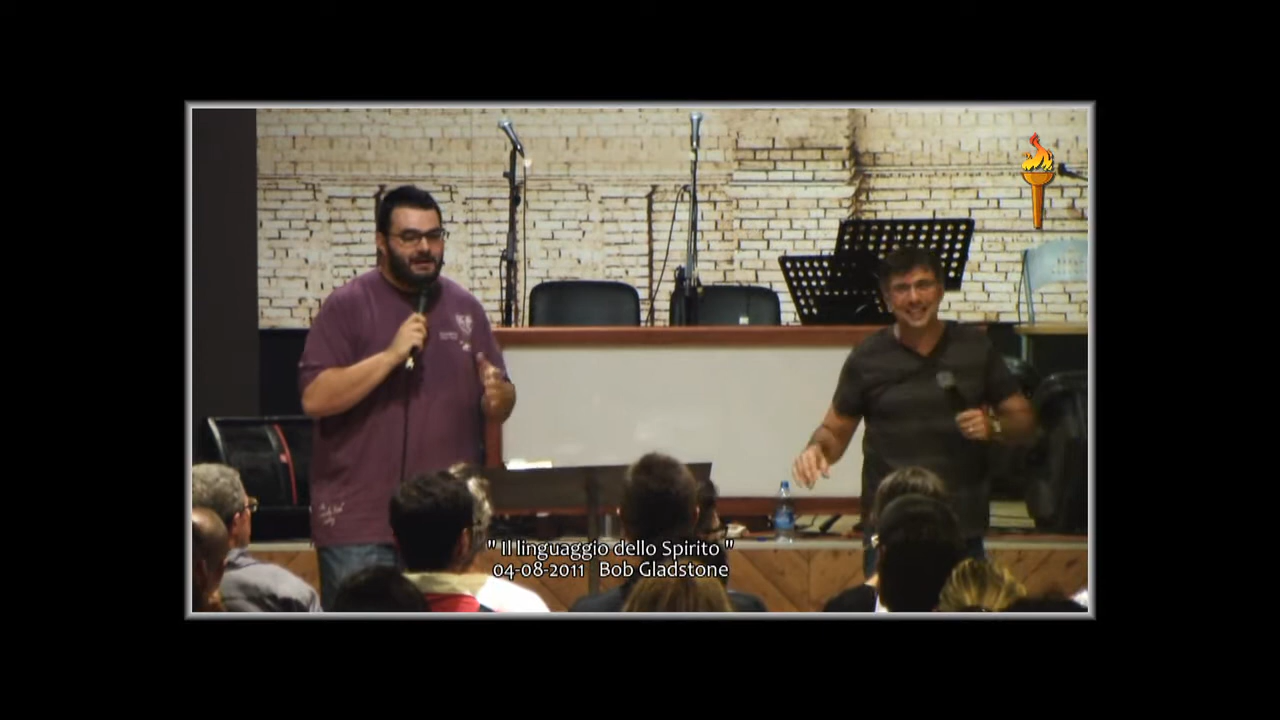 " Il linguaggio dello Spirito "
04-08-2011 Bob Gladstone